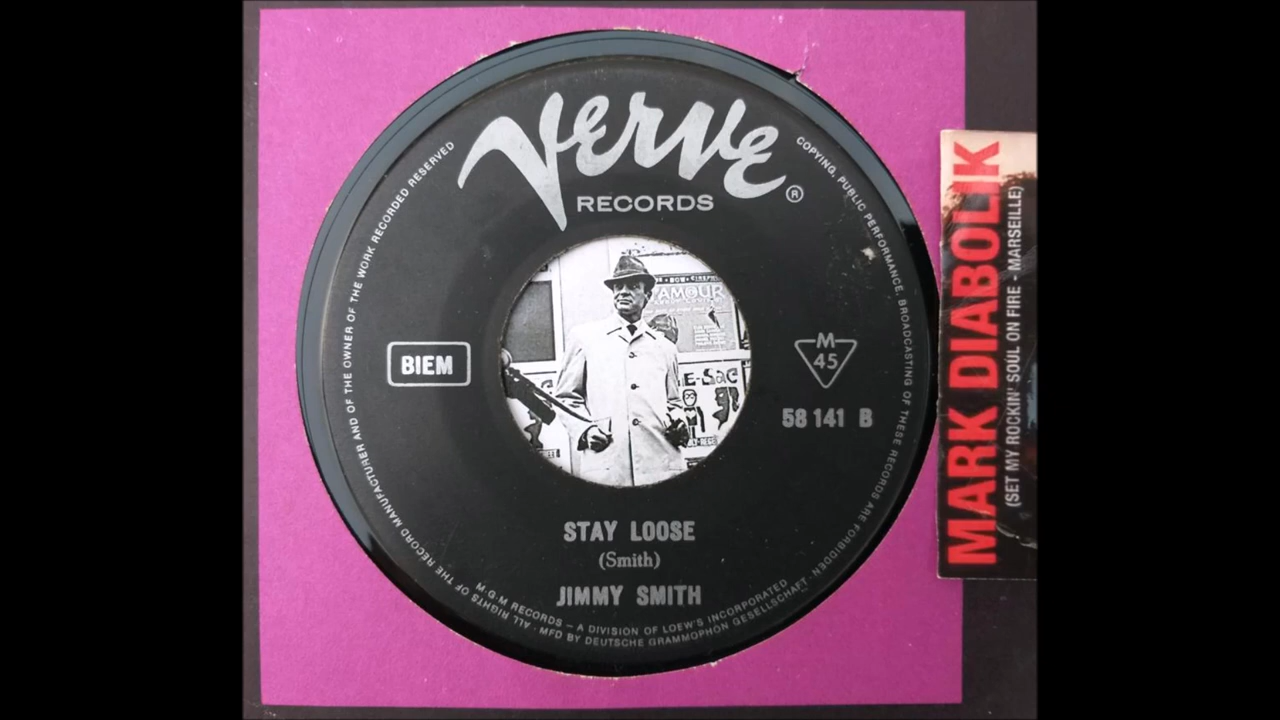 Verve
RECORDS
®
ALL RIGHTS OF THE RECORD MANUFACTURER AND OF THE OWNER OF THE WORK RECORDED RESERVED
COPYING, PUBLIC PERFORMANCE, BROADCASTING OF THESE RECORDS ARE FORBIDDEN
BIEM
M
45
58 141 B
AMOUR
E-SAC
STAY LOOSE
(Smith)
JIMMY SMITH
M·G·M RECORDS – A DIVISION OF LOEW'S INCORPORATED
MFD BY DEUTSCHE GRAMMOPHON GESELLSCHAFT
MARK DIABOLIK
(SET MY ROCKIN' SOUL ON FIRE - MARSEILLE)